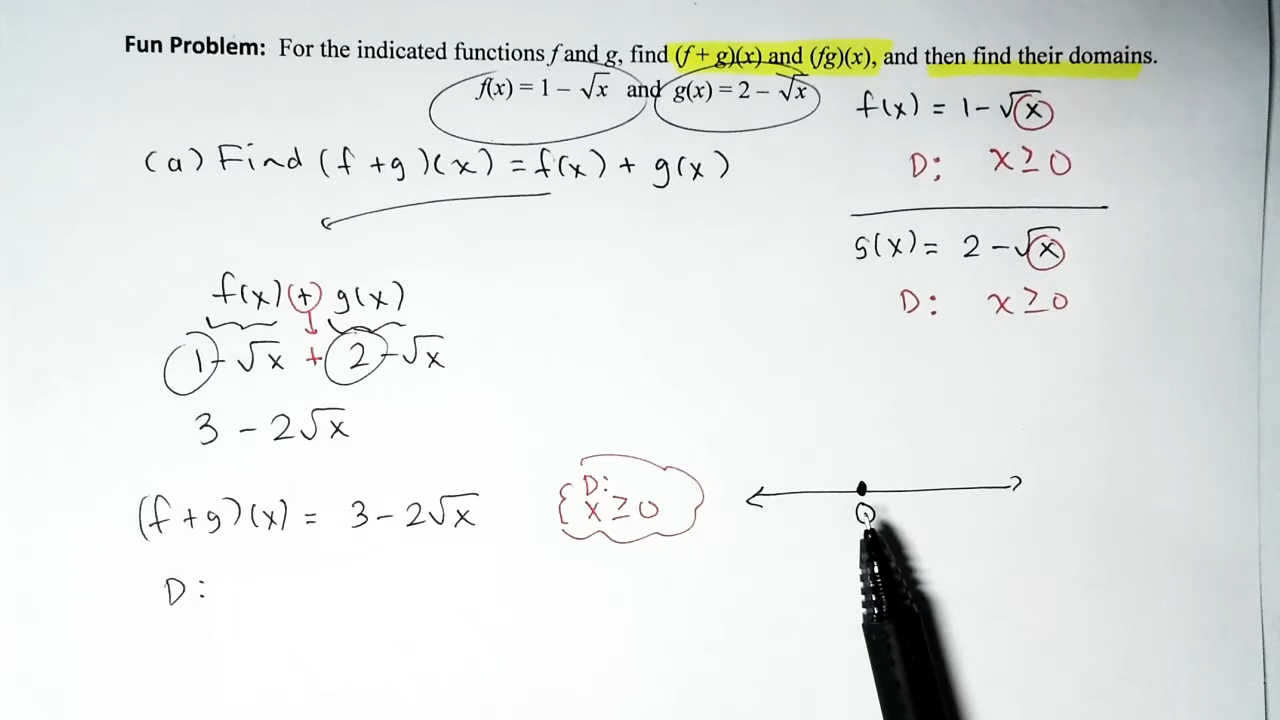 Fun Problem: For the indicated functions f and g, find (f + g)(x) and (fg)(x), and then find their domains.
f(x) = 1 – √x and g(x) = 2 – √x
(a) Find (f + g)(x) = f(x) + g(x)
f(x) (+) g(x)
1 - √x + 2 - √x
3 - 2√x
(f + g)(x) = 3 - 2√x
D:
f(x) = 1 - √x
D: x ≥ 0
g(x) = 2 - √x
D: x ≥ 0
D:
{ x ≥ 0
0